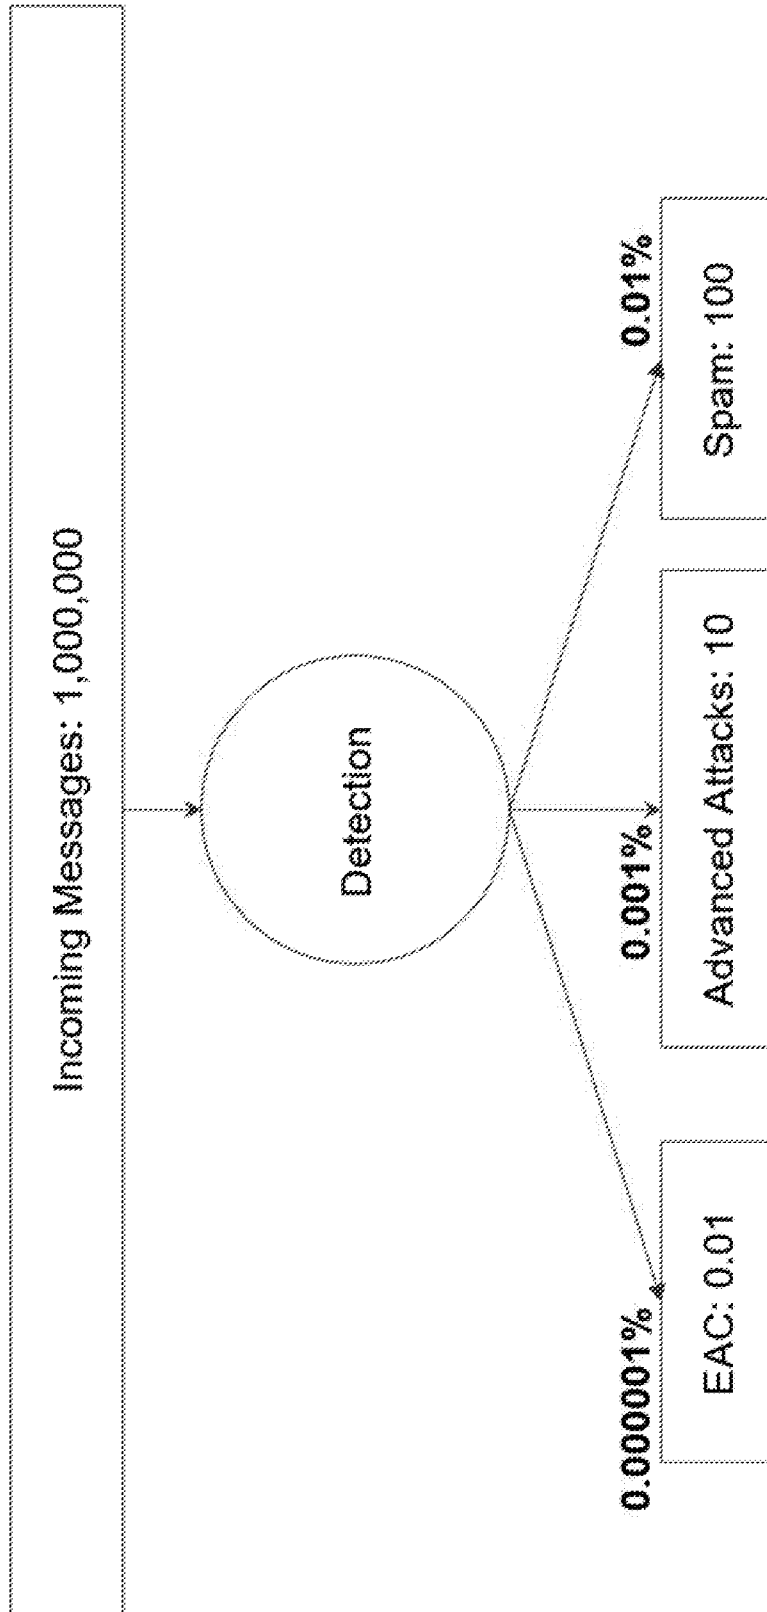 Incoming Messages: 1,000,000
Detection
0.000001%
0.001%
0.01%
EAC: 0.01
Advanced Attacks: 10
Spam: 100